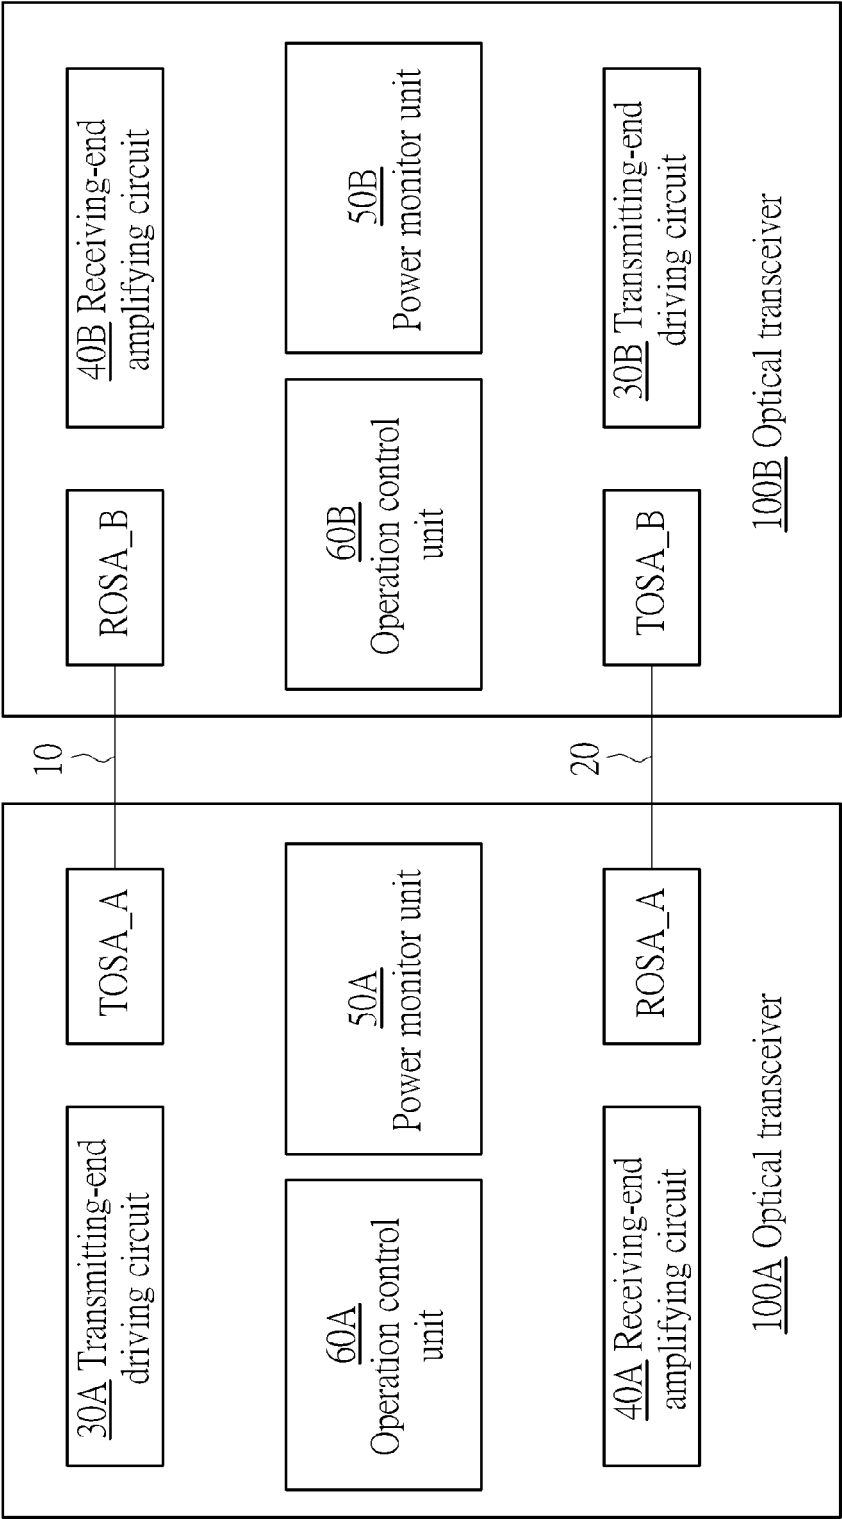 30A Transmitting-end
driving circuit
TOSA_A
10
ROSA_B
40B Receiving-end
amplifying circuit
60A
Operation control
unit
50A
Power monitor unit
60B
Operation control
unit
50B
Power monitor unit
40A Receiving-end
amplifying circuit
ROSA_A
20
TOSA_B
30B Transmitting-end
driving circuit
100A Optical transceiver
100B Optical transceiver